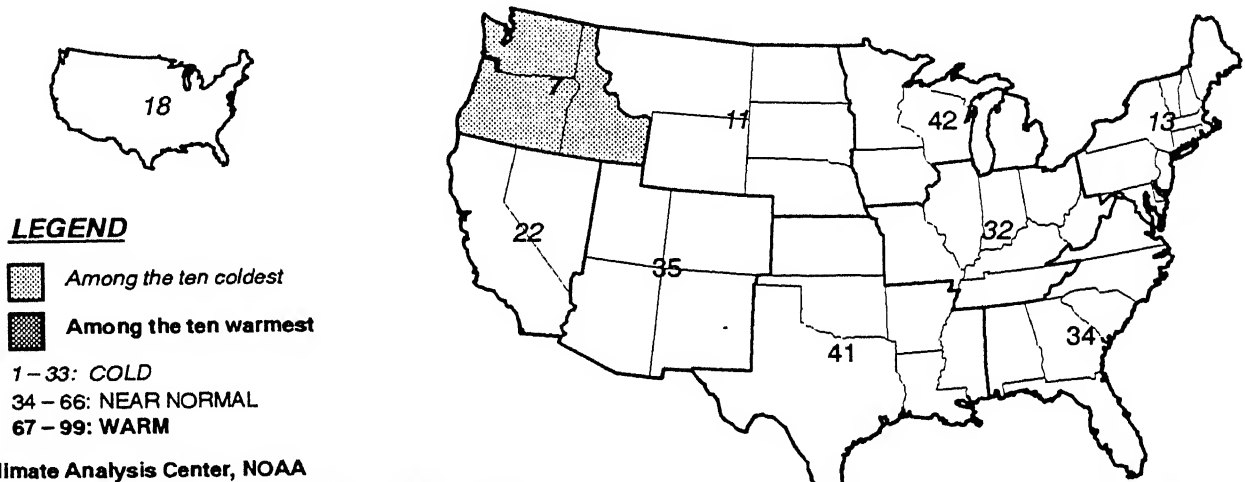 18
LEGEND
Among the ten coldest
Among the ten warmest
1 – 33: COLD
34 – 66: NEAR NORMAL
67 – 99: WARM
limate Analysis Center, NOAA
7
11
42
13
22
35
32
41
34